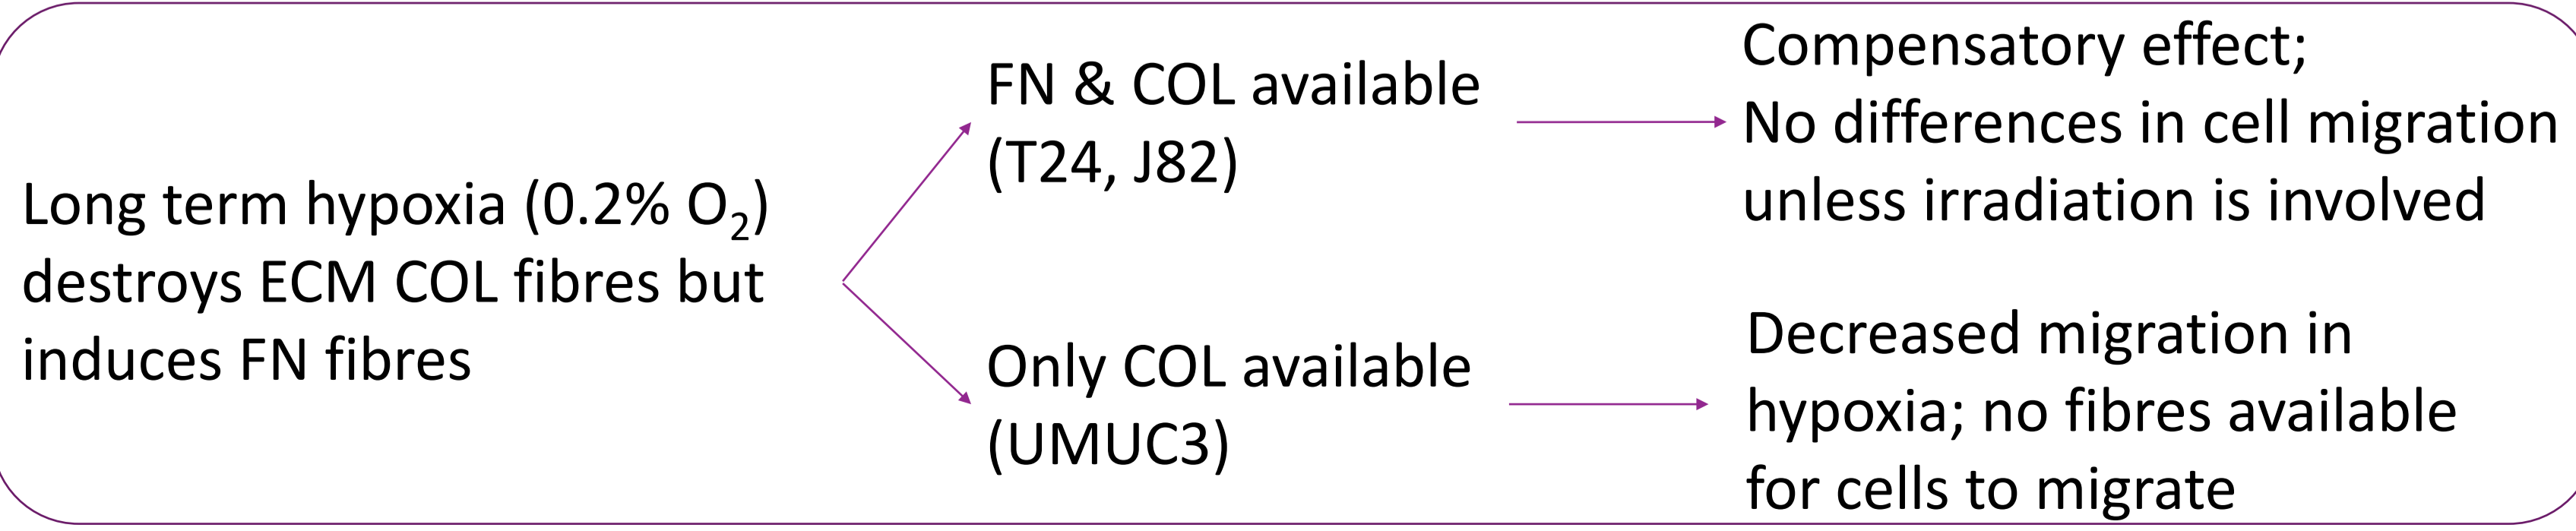 Long term hypoxia (0.2% O₂)
destroys ECM COL fibres but
induces FN fibres
FN & COL available
(T24, J82)
Compensatory effect;
No differences in cell migration
unless irradiation is involved
Only COL available
(UMUC3)
Decreased migration in
hypoxia; no fibres available
for cells to migrate